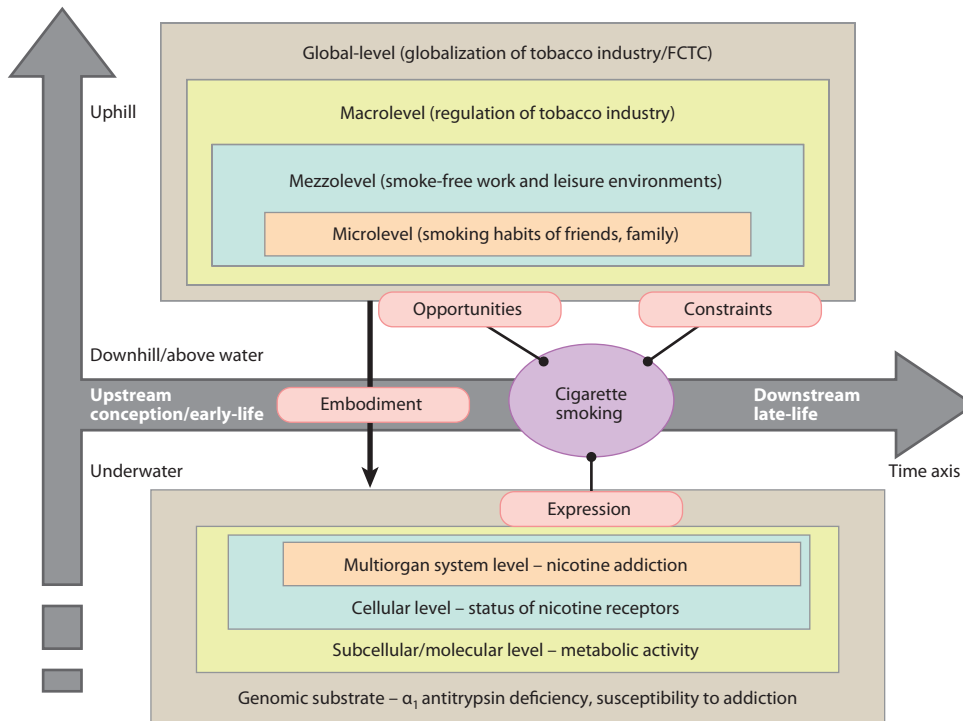 Global-level (globalization of tobacco industry/FCTC)
Uphill
Macrolevel (regulation of tobacco industry)
Mezzolevel (smoke-free work and leisure environments)
Microlevel (smoking habits of friends, family)
Opportunities
Constraints
Downhill/above water
Upstream
conception/early-life
Embodiment
Cigarette
smoking
Downstream
late-life
Underwater
Time axis
Expression
Multiorgan system level – nicotine addiction
Cellular level – status of nicotine receptors
Subcellular/molecular level – metabolic activity
Genomic substrate – α₁ antitrypsin deficiency, susceptibility to addiction